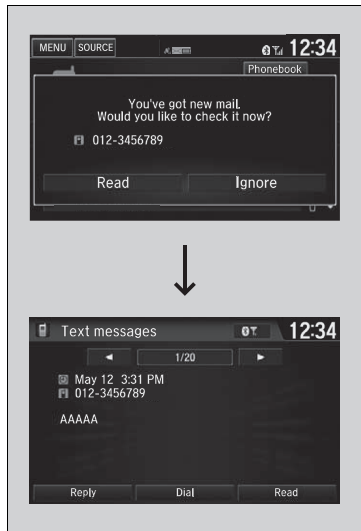 MENU SOURCE 12:34
Phonebook
You've got new mail.
Would you like to check it now?
012-3456789
Read Ignore
Text messages 12:34
1/20
May 12 3:31 PM
012-3456789
AAAAA
Reply Dial Read